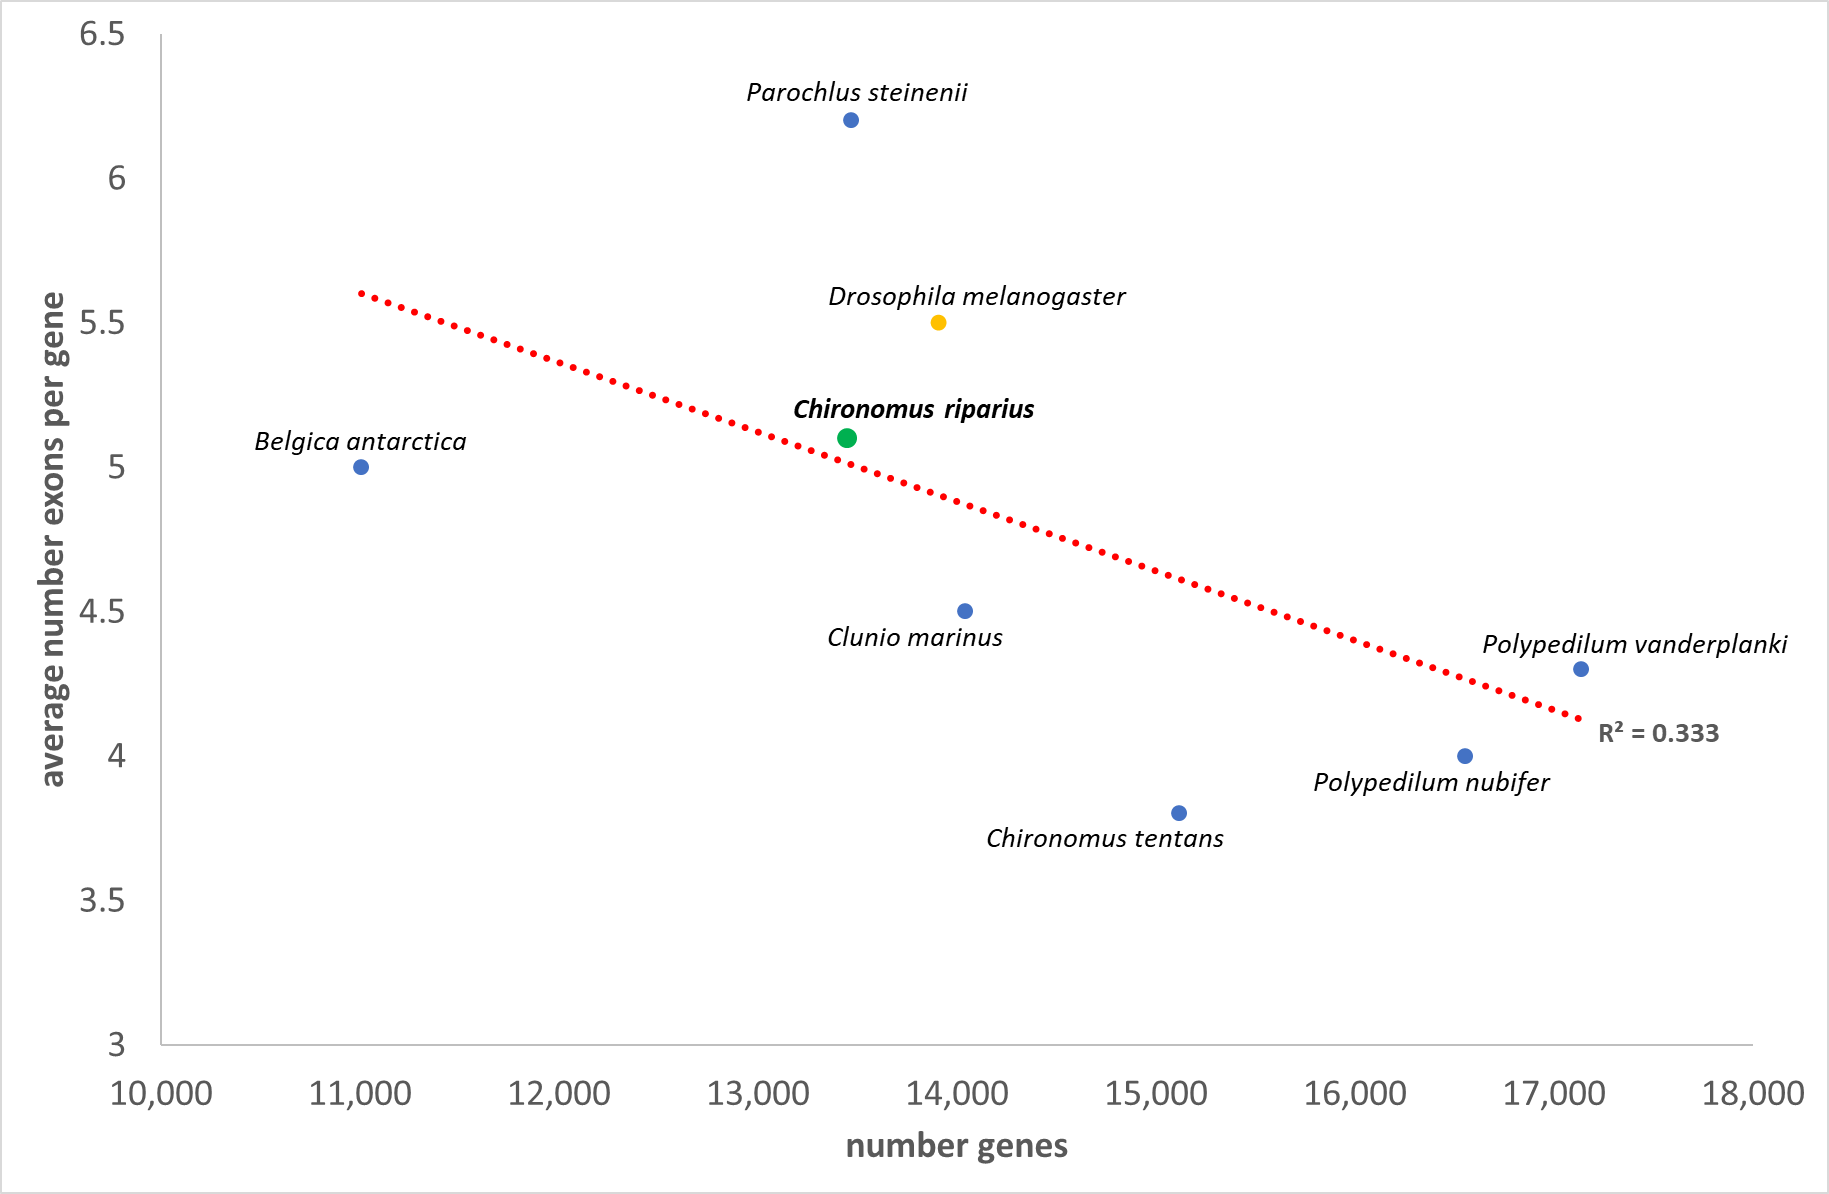 6.5
Parochlus steinenii
6
Drosophila melanogaster
5.5
Chironomus riparius
Belgica antarctica
5
average number exons per gene
4.5
Clunio marinus
Polypedilum vanderplanki
R² = 0.333
4
Polypedilum nubifer
Chironomus tentans
3.5
3
10,000 11,000 12,000 13,000 14,000 15,000 16,000 17,000 18,000
number genes